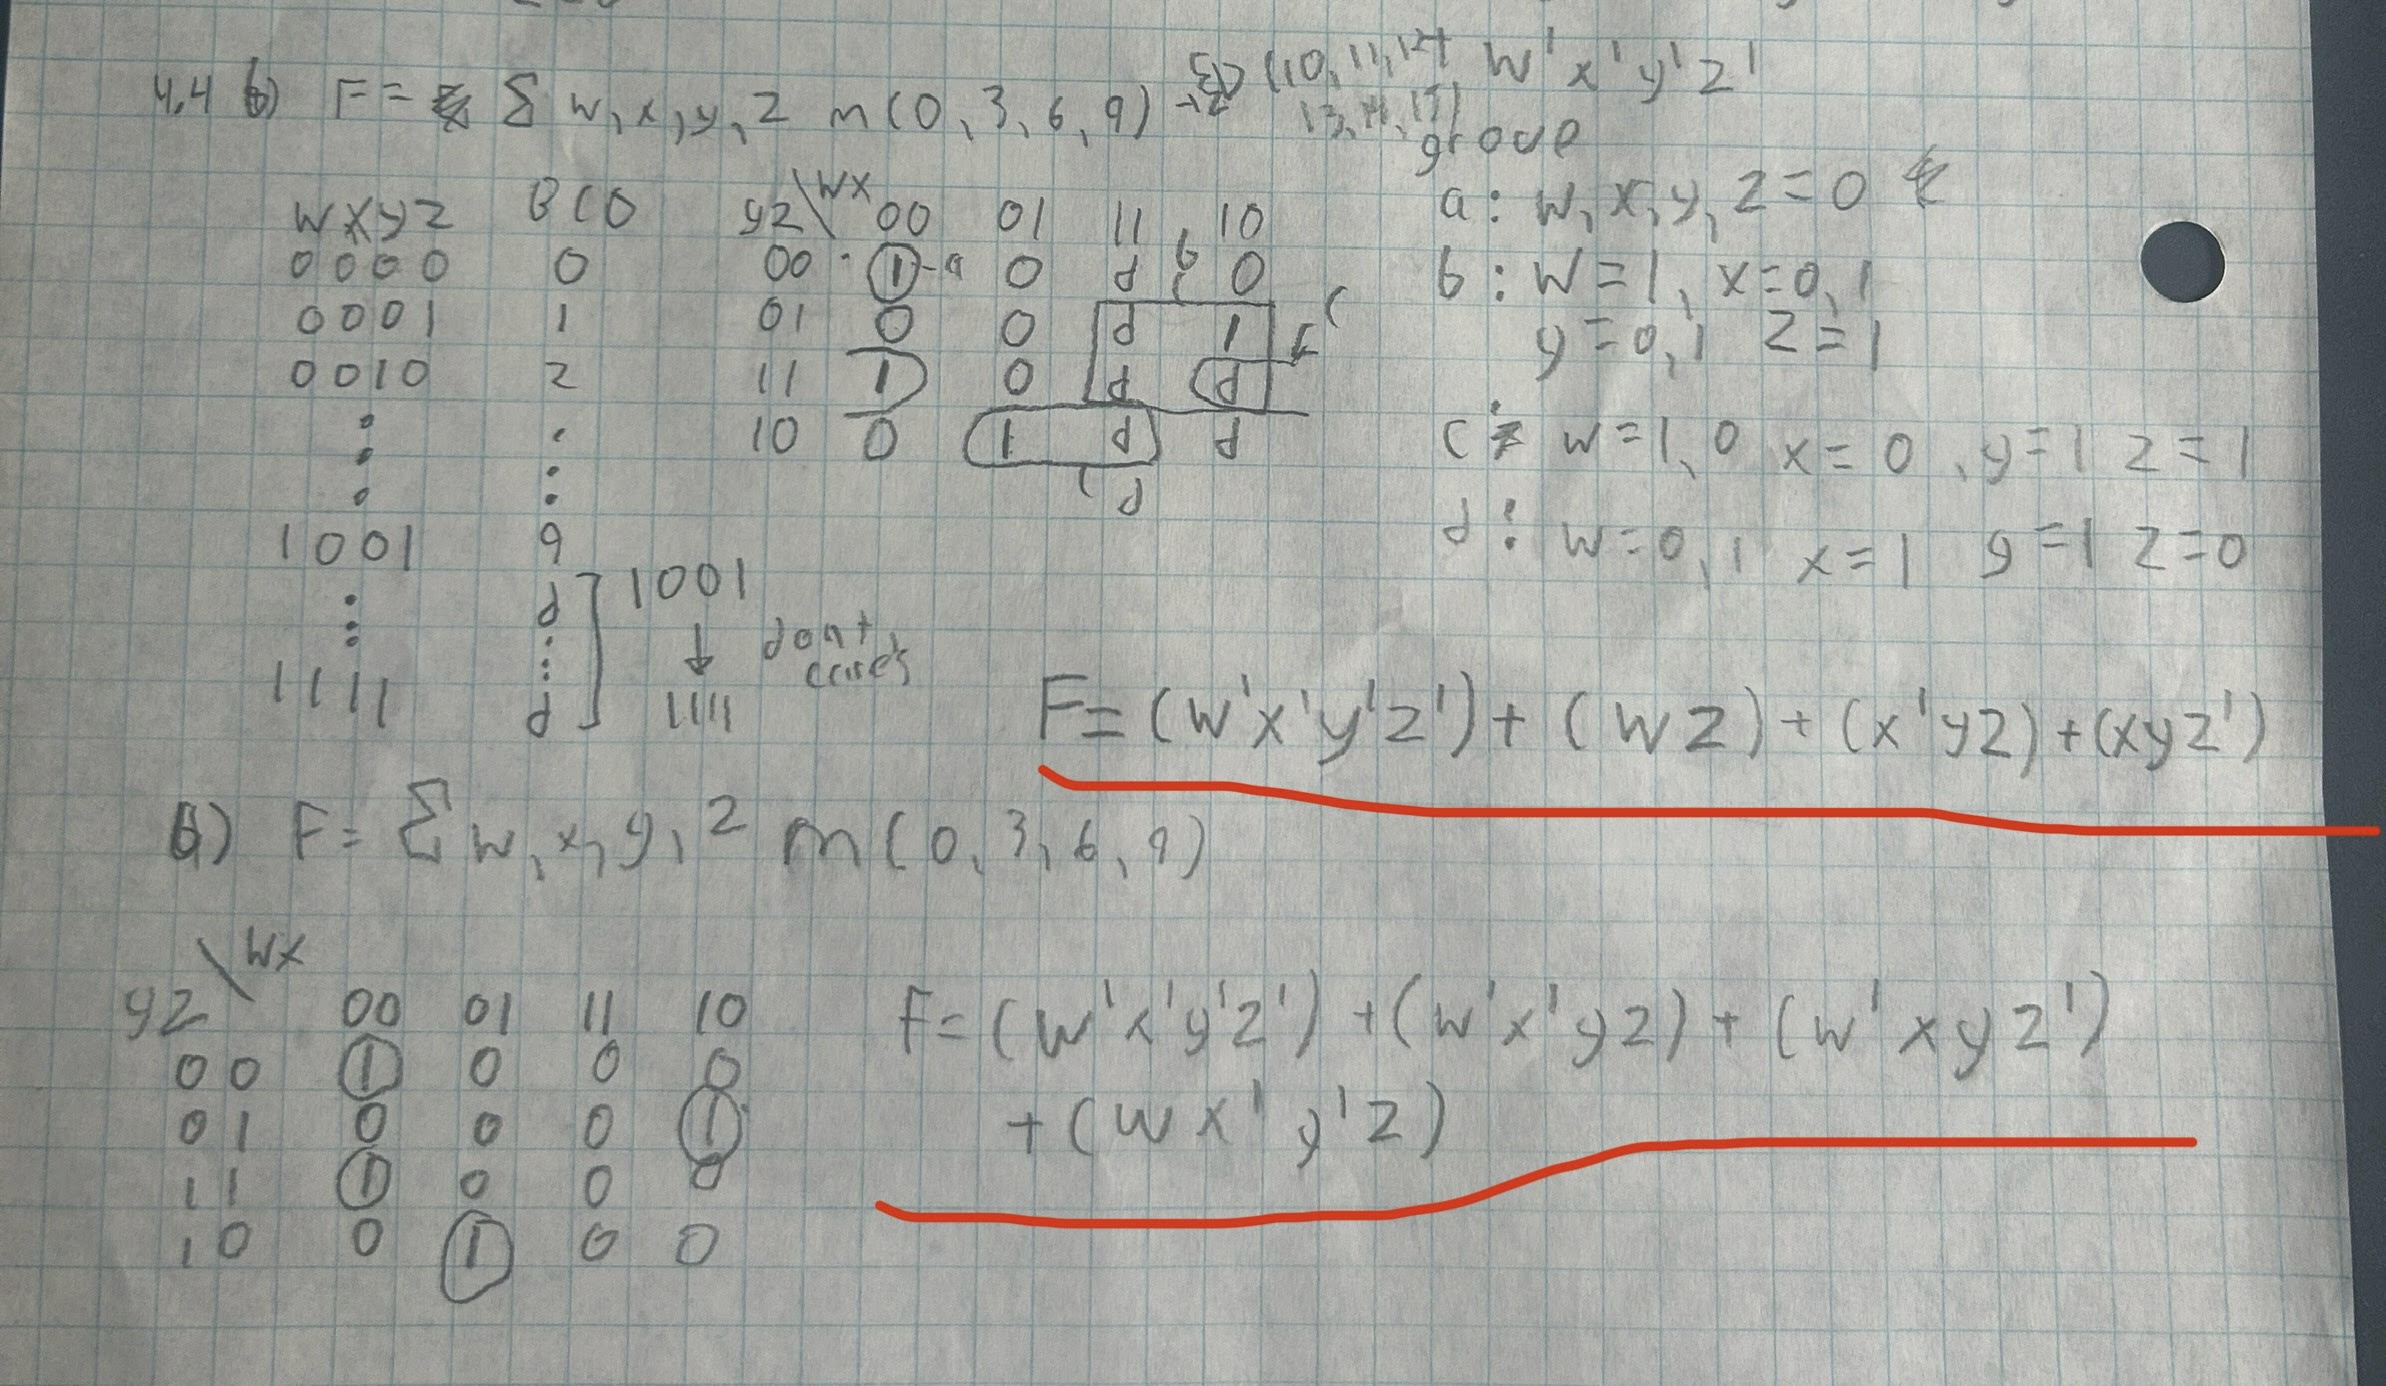 4.4 b) F = Σ w,x,y,z m(0,3,6,9) + d(10,11,12,
13,14,15)
w'x'y'z'
group
a: w,x,y,z=0
b: w=1, x=0,1
y=0,1 z=1
c: w=1,0 x=0, y=1 z=1
d: w=0,1 x=1 y=1 z=0
wxyz BCD
0000 0
0001 1
0010 2
1001 9
d
1111 d
1001
↓ dont
cares
1111
yz\wx 00 01 11 10
00 1-a 0 d b 0
01 0 0 d 1 c
11 1 0 d d
10 0 1 d d
d
F=(w'x'y'z')+(wz)+(x'yz)+(xyz')
a) F= Σ w,x,y,z m(0,3,6,9)
\wx
yz 00 01 11 10
00 1 0 0 0
01 0 0 0 1
11 1 0 0 0
10 0 1 0 0
F=(w'x'y'z')+(w'x'yz)+(w'xyz')
+(wx'y'z)